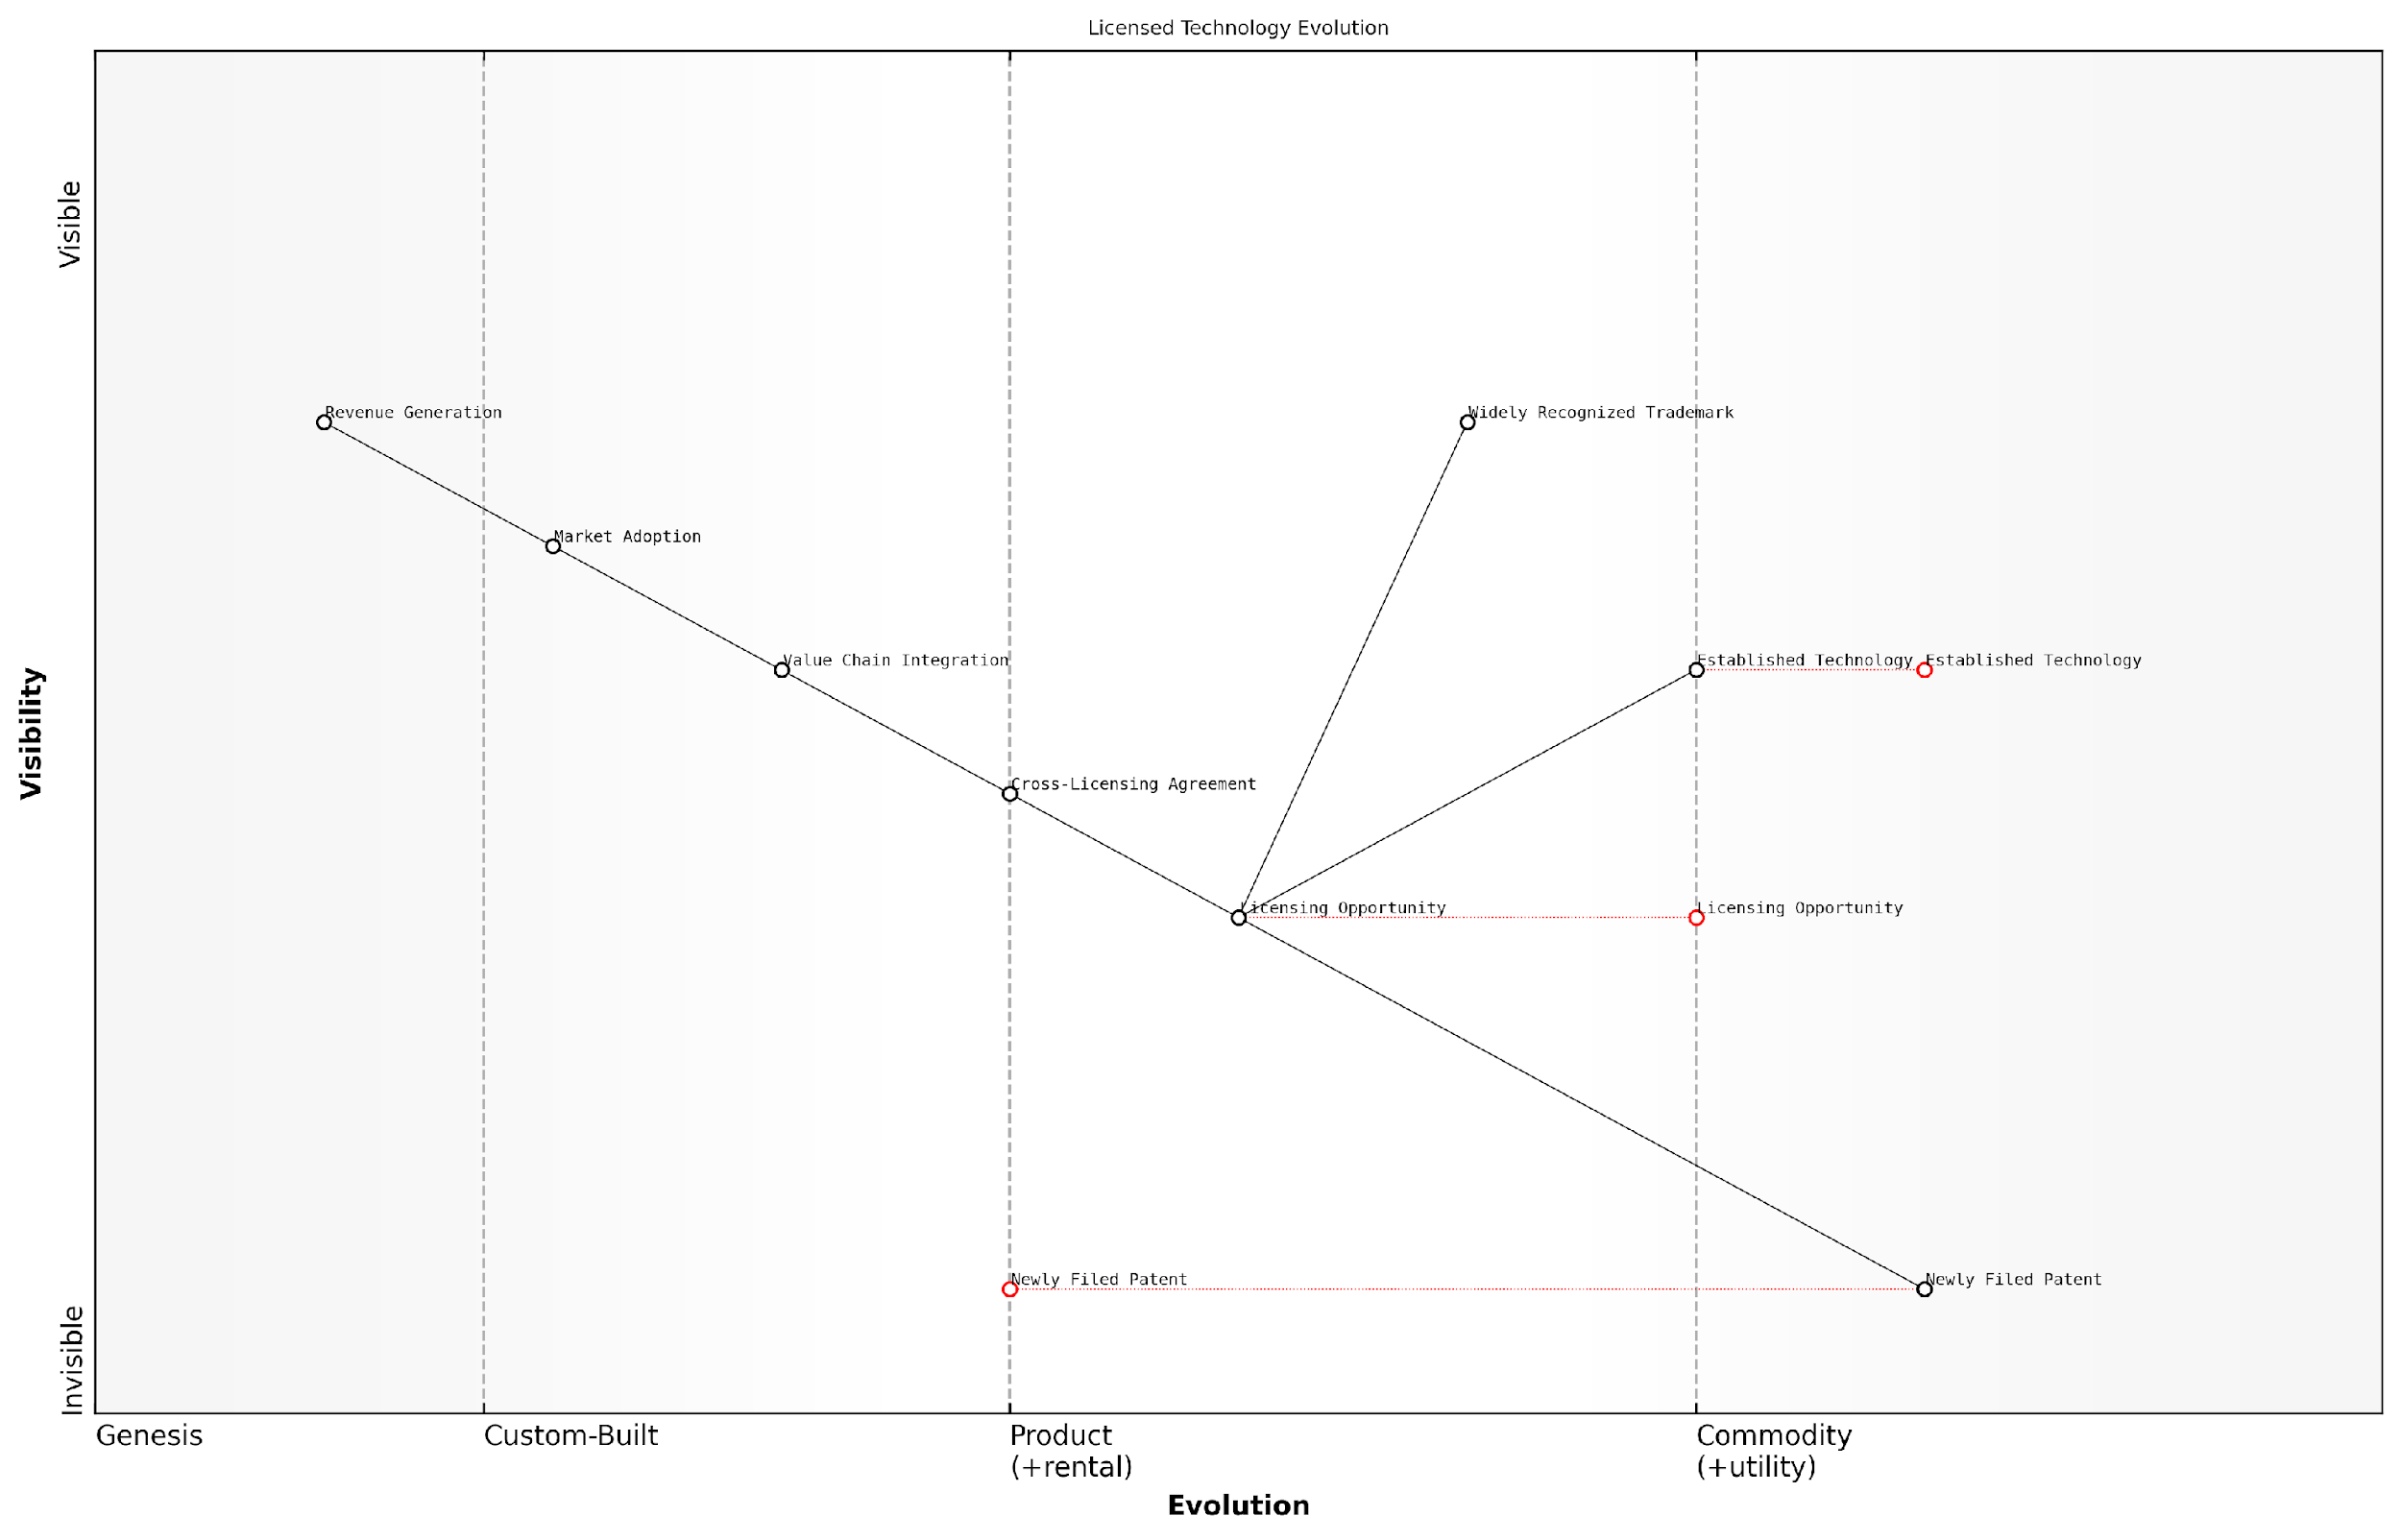 Licensed Technology Evolution
Visible
Visibility
Invisible
Revenue Generation
Widely Recognized Trademark
Market Adoption
Value Chain Integration
Established Technology
Established Technology
Cross-Licensing Agreement
Licensing Opportunity
Licensing Opportunity
Newly Filed Patent
Newly Filed Patent
Genesis
Custom-Built
Product
(+rental)
Commodity
(+utility)
Evolution